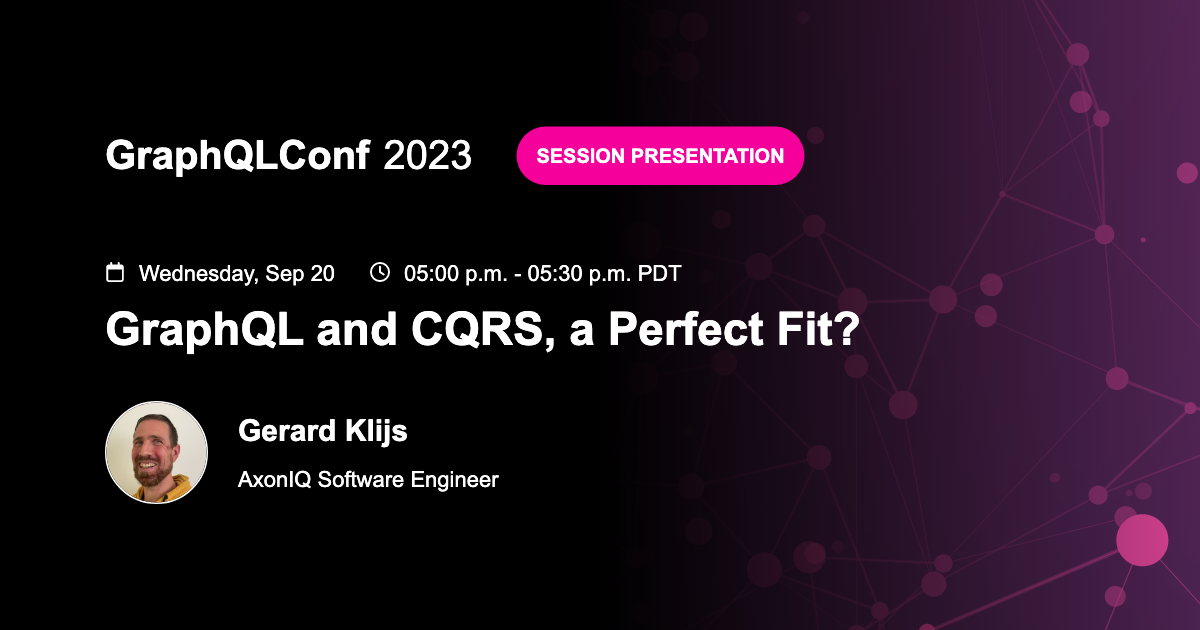 GraphQLConf 2023
SESSION PRESENTATION
Wednesday, Sep 20 05:00 p.m. - 05:30 p.m. PDT
GraphQL and CQRS, a Perfect Fit?
Gerard Klijs
AxonIQ Software Engineer